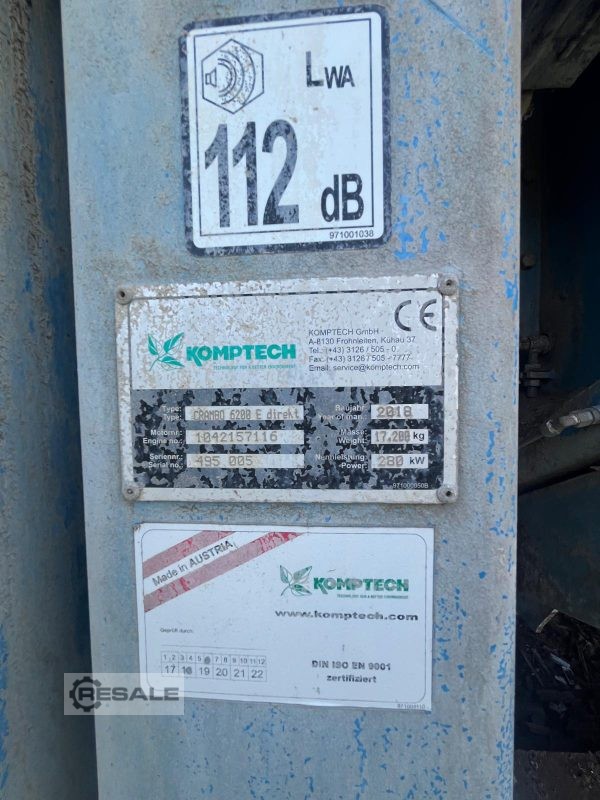 LWA
112 dB
971001038
CE
KOMPTECH
TECHNOLOGY FOR A BETTER ENVIRONMENT
KOMPTECH GmbH
A-8130 Frohnleiten, Kühau 37
Tel.: (+43) 3126 / 505 - 0
Fax: (+43) 3126 / 505 - 7777
Email: service@komptech.com
Type: CRAMBO 6200 E direkt
Type:
Baujahr: 2018
Year of man.:
Motornr.: 1042157116
Engine no.:
Masse: 17.200 kg
Weight:
Seriennr.: 495 005
Serial no.:
Nennleistung: 280 kW
Power:
971000050B
Made in AUSTRIA
KOMPTECH
TECHNOLOGY FOR A BETTER ENVIRONMENT
www.komptech.com
Geprüft durch:
1 2 3 4 5 7 8 9 10 11 12
17 18 19 20 21 22
DIN ISO EN 9001
zertifiziert
971000110
RESALE